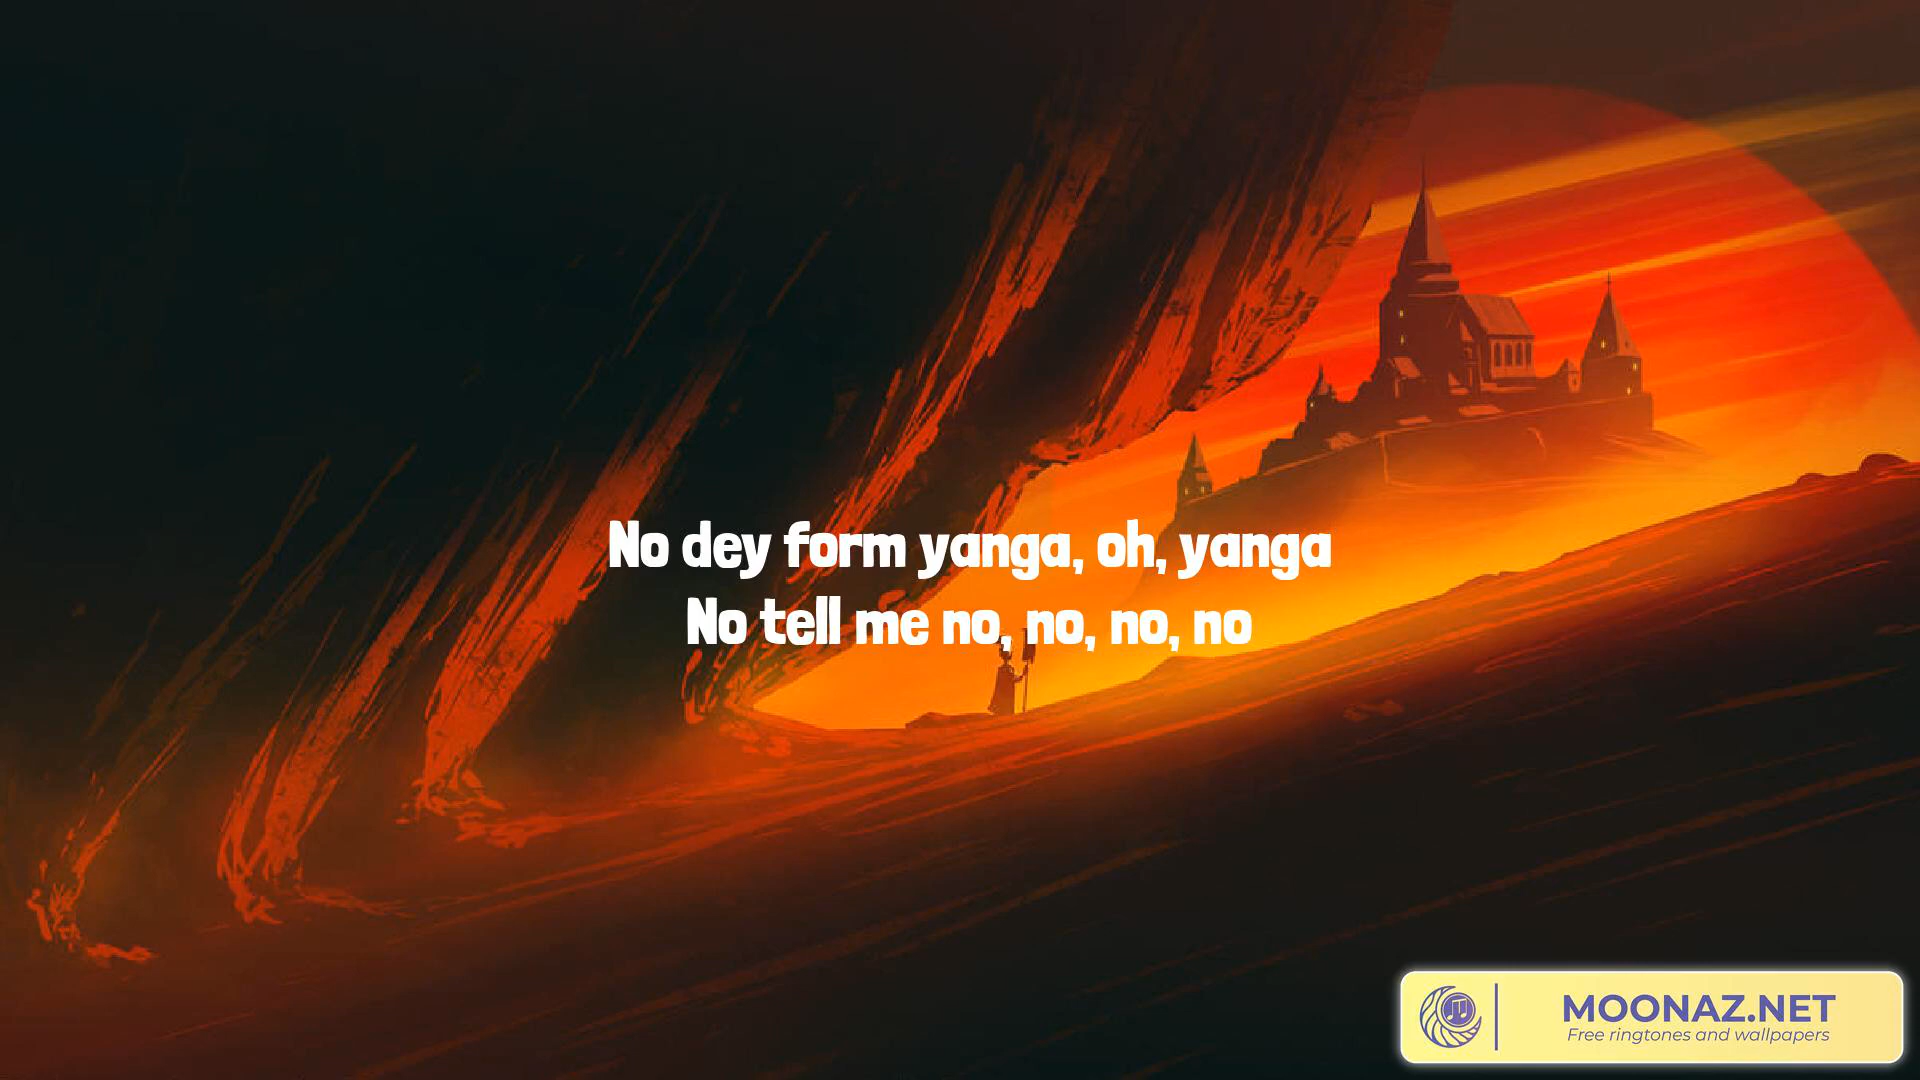 No dey form yanga, oh, yanga
No tell me no, no, no, no
MOONAZ.NET
Free ringtones and wallpapers